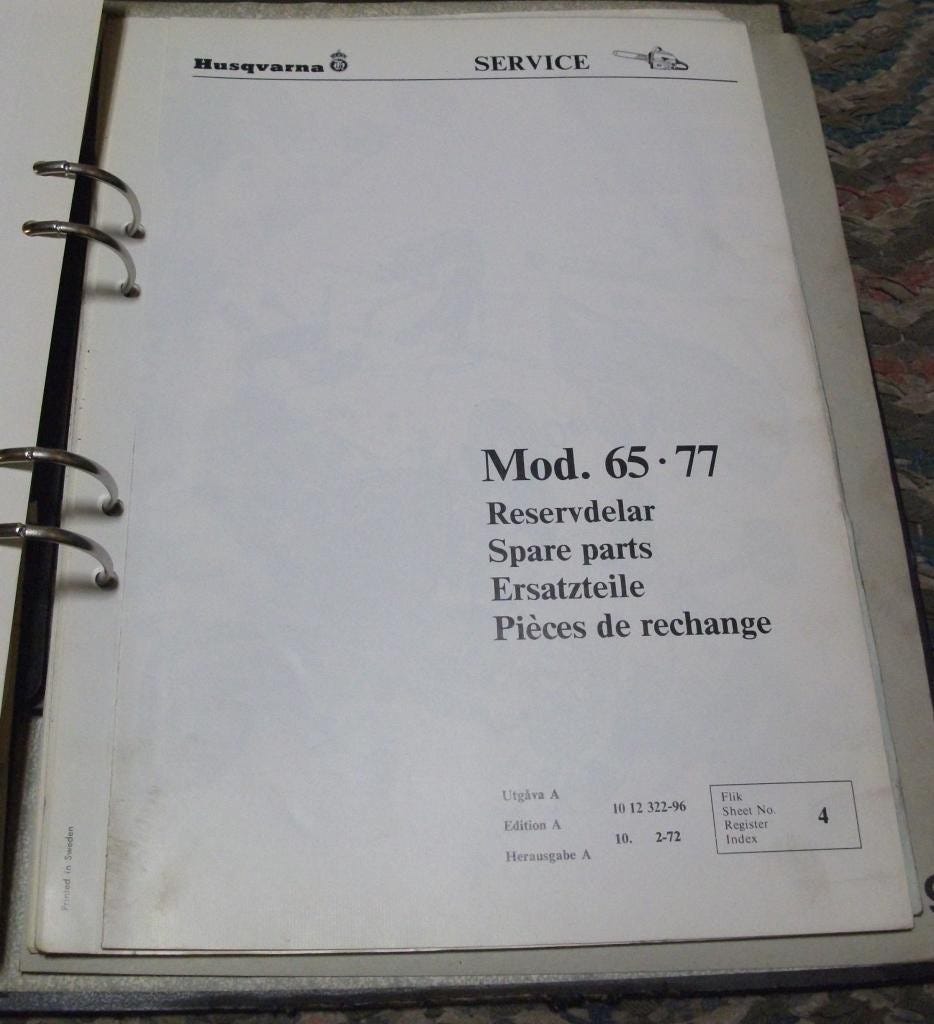 Husqvarna SERVICE
Mod. 65·77
Reservdelar
Spare parts
Ersatzteile
Pièces de rechange
Utgåva A
10 12 322-96
Edition A
10. 2-72
Herausgabe A
Flik
Sheet No.
Register
Index
4
Printed in Sweden